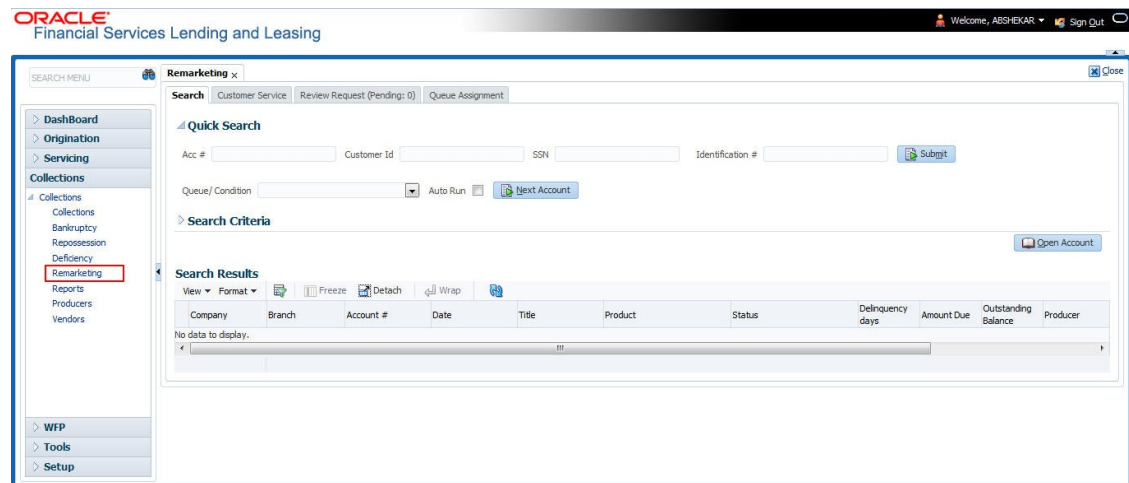 ORACLE
Financial Services Lending and Leasing
Welcome, ABSHEKAR
Sign Out
SEARCH MENU
Remarketing
Close
Search Customer Service Review Request (Pending: 0) Queue Assignment
DashBoard
Origination
Servicing
Collections
Collections
Collections
Bankruptcy
Repossession
Deficiency
Remarketing
Reports
Producers
Vendors
WFP
Tools
Setup
Quick Search
Acc # Customer Id SSN Identification # Submit
Queue/ Condition Auto Run Next Account
Search Criteria
Open Account
Search Results
View Format Freeze Detach Wrap
Company Branch Account # Date Title Product Status Delinquency days Amount Due Outstanding Balance Producer
No data to display.